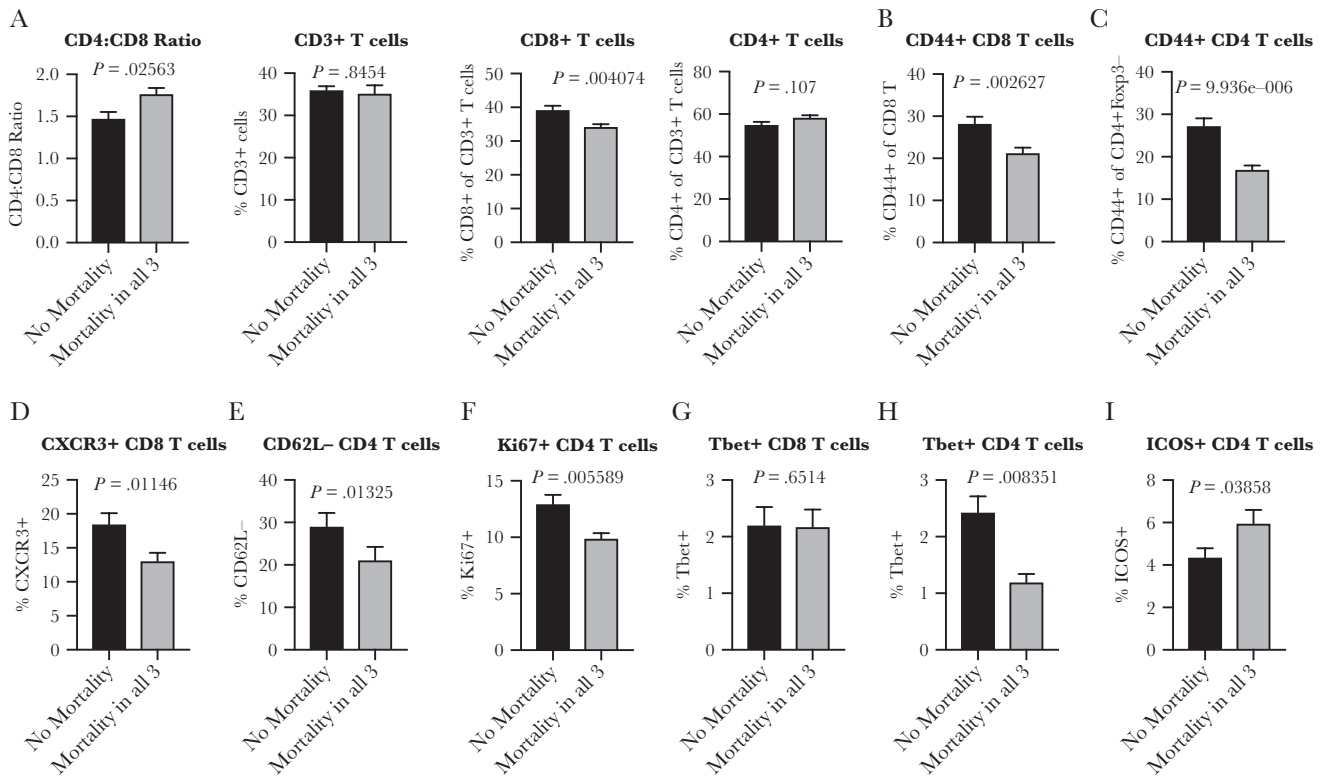 A
CD4:CD8 Ratio
P = .02563
CD4:CD8 Ratio
2.0
1.5
1.0
0.5
0.0
No Mortality
Mortality in all 3
CD3+ T cells
P = .8454
% CD3+ cells
40
30
20
10
0
No Mortality
Mortality in all 3
CD8+ T cells
P = .004074
% CD8+ of CD3+ T cells
50
40
30
20
10
0
No Mortality
Mortality in all 3
CD4+ T cells
P = .107
% CD4+ of CD3+ T cells
80
60
40
20
0
No Mortality
Mortality in all 3
B
CD44+ CD8 T cells
P = .002627
% CD44+ of CD8 T
40
30
20
10
0
No Mortality
Mortality in all 3
C
CD44+ CD4 T cells
P = 9.936e–006
% CD44+ of CD4+Foxp3–
40
30
20
10
0
No Mortality
Mortality in all 3
D
CXCR3+ CD8 T cells
P = .01146
% CXCR3+
25
20
15
10
5
0
No Mortality
Mortality in all 3
E
CD62L– CD4 T cells
P = .01325
% CD62L–
40
30
20
10
0
No Mortality
Mortality in all 3
F
Ki67+ CD4 T cells
P = .005589
% Ki67+
15
10
5
0
No Mortality
Mortality in all 3
G
Tbet+ CD8 T cells
P = .6514
% Tbet+
3
2
1
0
No Mortality
Mortality in all 3
H
Tbet+ CD4 T cells
P = .008351
% Tbet+
3
2
1
0
No Mortality
Mortality in all 3
I
ICOS+ CD4 T cells
P = .03858
% ICOS+
8
6
4
2
0
No Mortality
Mortality in all 3